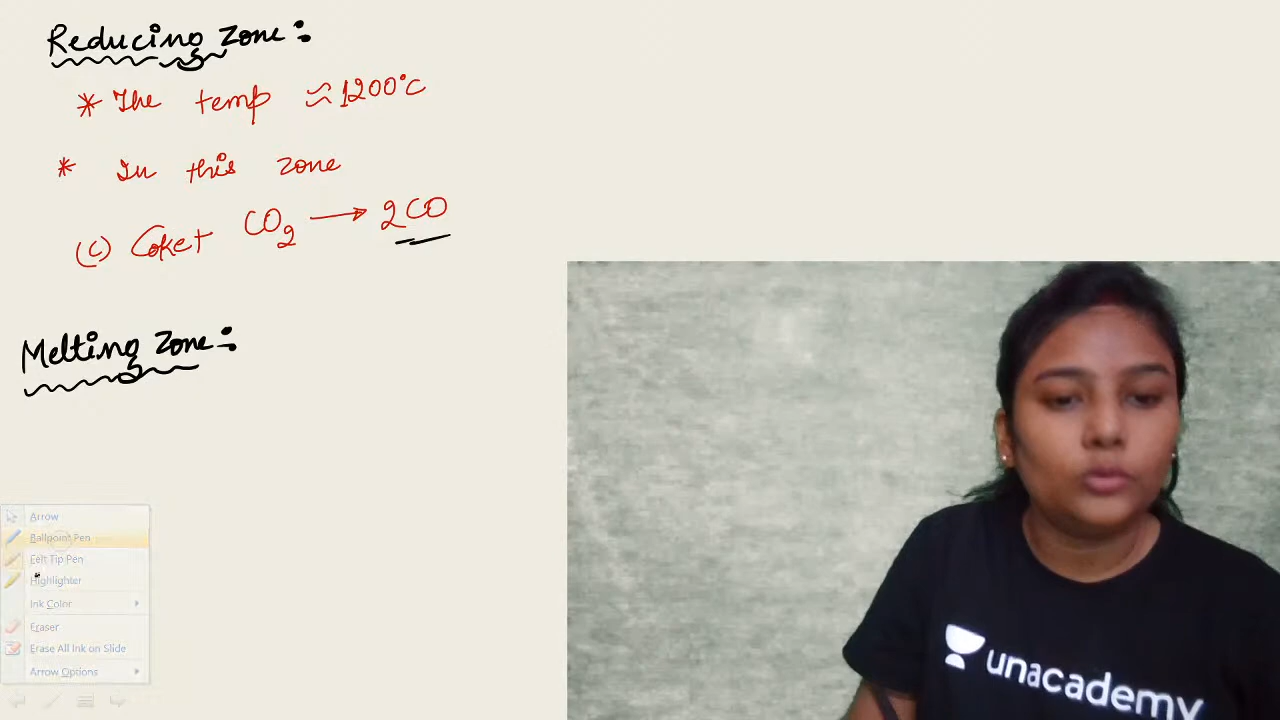 Reducing zone:
* The temp ≈ 1200°C
* In this zone
(C) Coke+ CO2 → 2CO
Melting Zone:
Arrow
Ballpoint Pen
Felt Tip Pen
Highlighter
Ink Color
Eraser
Erase All Ink on Slide
Arrow Options
unacademy